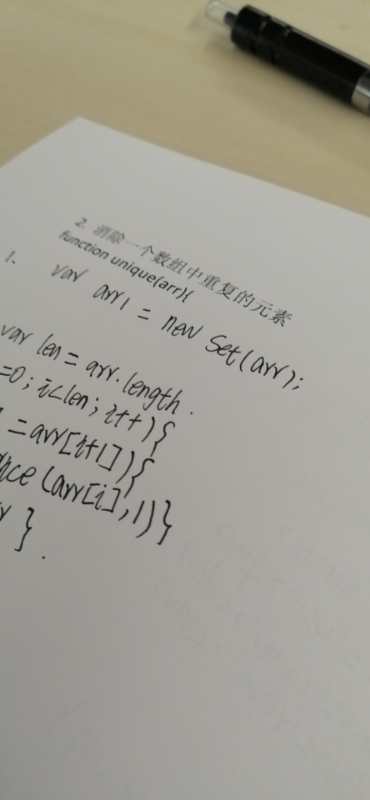 2. 消除一个数组中重复的元素
function unique(arr){
1. var arr1 = new Set(arr);
var len = arr.length.
=0; i<len; i++){
=arr[i+1]){
(arr[i],1)}
}.